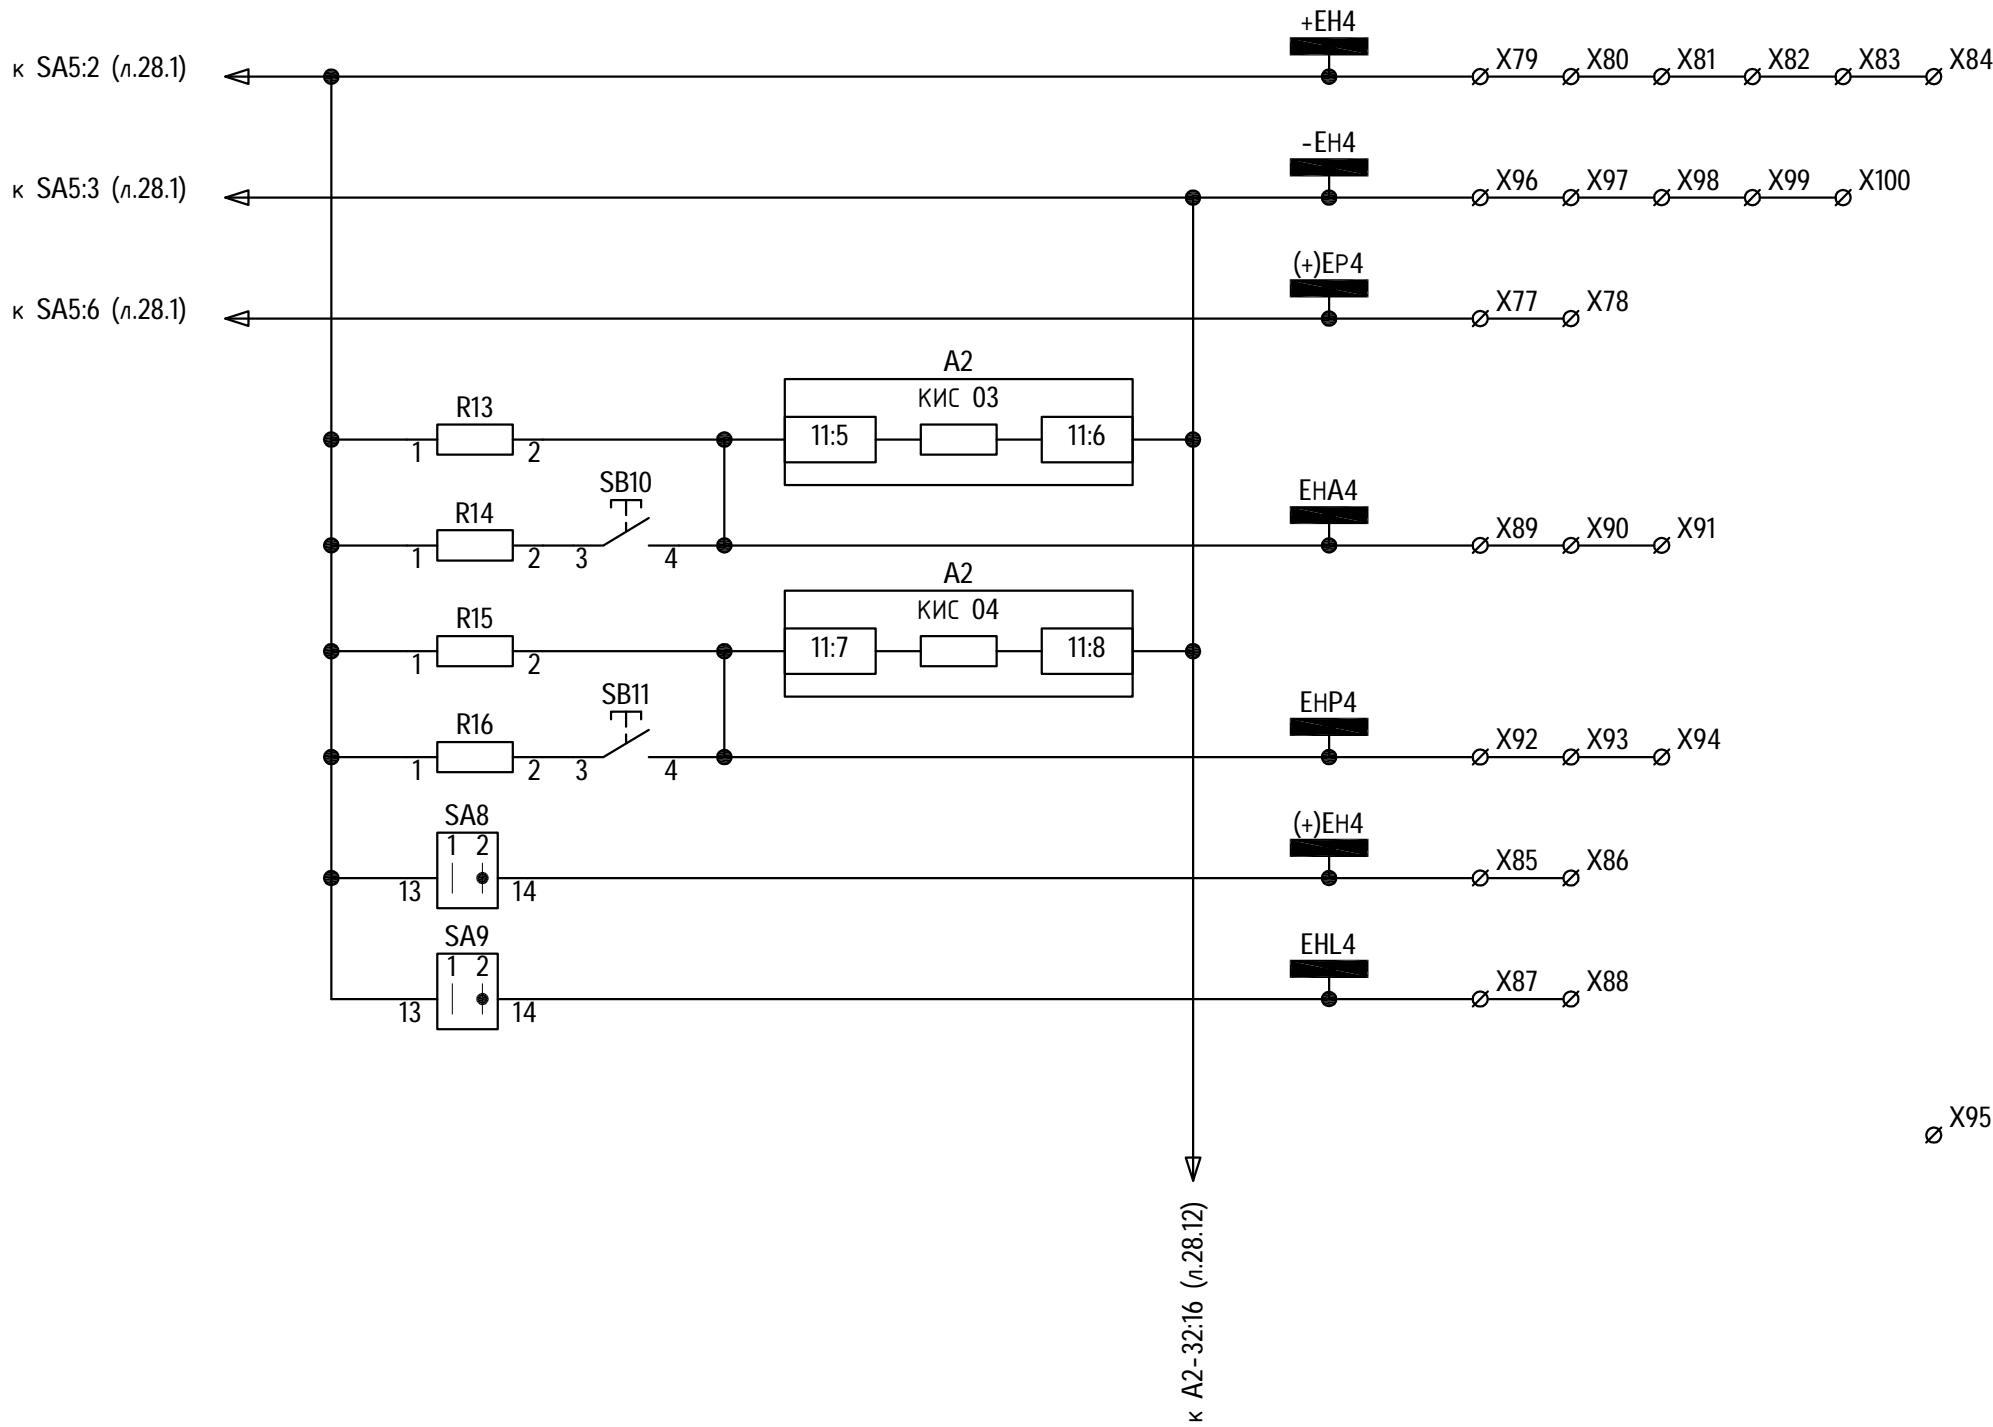 +EH4
к SA5:2 (л.28.1)
X79 X80 X81 X82 X83 X84
-EH4
к SA5:3 (л.28.1)
X96 X97 X98 X99 X100
(+)EP4
к SA5:6 (л.28.1)
X77 X78
A2
КИС 03
R13
1 2
11:5 11:6
SB10
EHA4
R14
1 2 3 4
X89 X90 X91
A2
КИС 04
R15
1 2
11:7 11:8
SB11
EHP4
R16
1 2 3 4
X92 X93 X94
SA8
(+)EH4
1 2
13 14
X85 X86
SA9
EHL4
1 2
13 14
X87 X88
X95
к A2-32:16 (л.28.12)